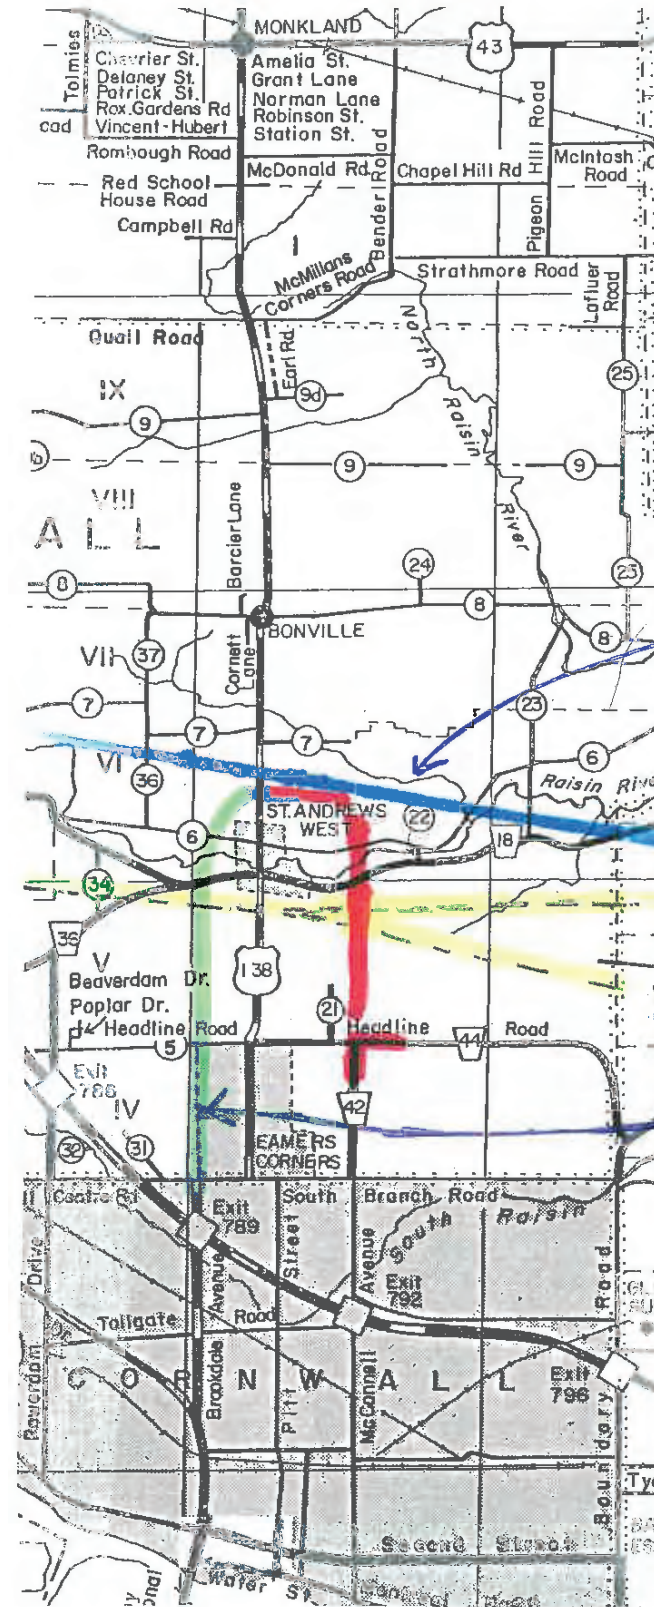 MONKLAND
43
Tolmies
Chevrier St.
Delaney St.
Patrick St.
Rox.Gardens Rd
Vincent-Hubert
Amelia St.
Grant Lane
Norman Lane
Robinson St.
Station St.
Rombough Road
McDonald Rd
Bender Road
Chapel Hill Rd
Pigeon Hill Road
McIntosh
Road
Red School
House Road
Campbell Rd
I
McMillans
Corners Road
Strathmore Road
Lafluer
Road
Quail Road
Earl Rd.
North
Raisin
River
25
IX
9d
9
9
9
VIII
ALL
Barcier Lane
24
25
8
8
8
BONVILLE
VII
37
Cornett
Lane
23
7
7
7
6
VI
36
Raisin
ST. ANDREWS
WEST
22
6
18
34
36
V
138
Beaverdam Dr.
Poplar Dr.
Headline Road
21
Headline Road
44
5
Exit
786
IV
42
31
32
EAMERS
CORNERS
Centre Rd
Exit
789
South Branch Road
South Raisin
Street
Avenue
Avenue
Exit
792
Drive
Tollgate Road
Road
CORNWALL
Brookdale
Pitt
McConnell
Exit
796
Boundary
Second Street
Water St.